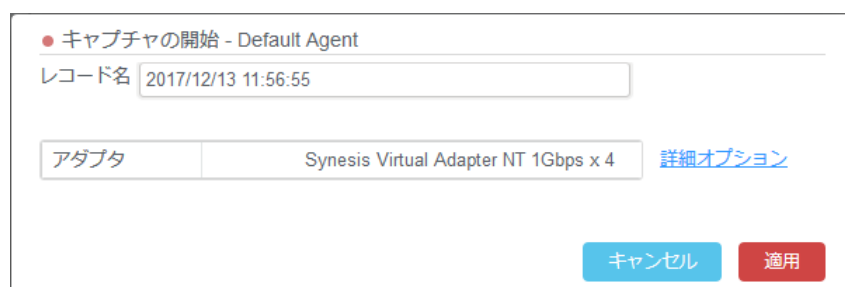 キャプチャの開始 - Default Agent
レコード名 2017/12/13 11:56:55
アダプタ Synesis Virtual Adapter NT 1Gbps x 4 詳細オプション
キャンセル 適用